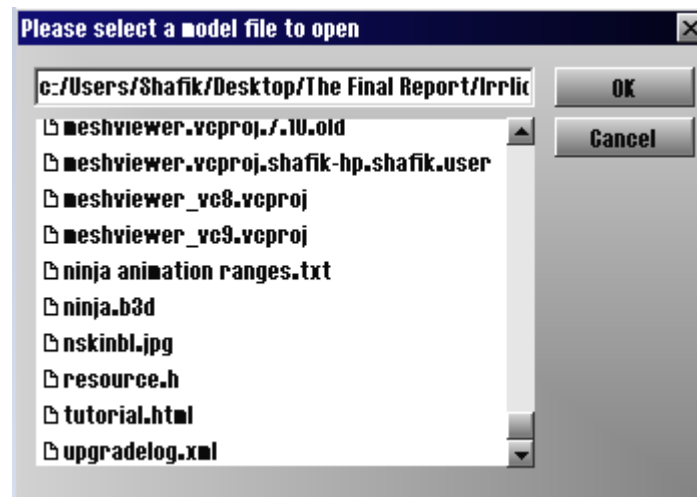 Please select a model file to open
c:/Users/Shafik/Desktop/The Final Report/Irrlic
OK
Cancel
meshviewer.vcproj.7.10.old
meshviewer.vcproj.shafik-hp.shafik.user
meshviewer_vc8.vcproj
meshviewer_vc9.vcproj
ninja animation ranges.txt
ninja.b3d
nskinbl.jpg
resource.h
tutorial.html
upgradelog.xml